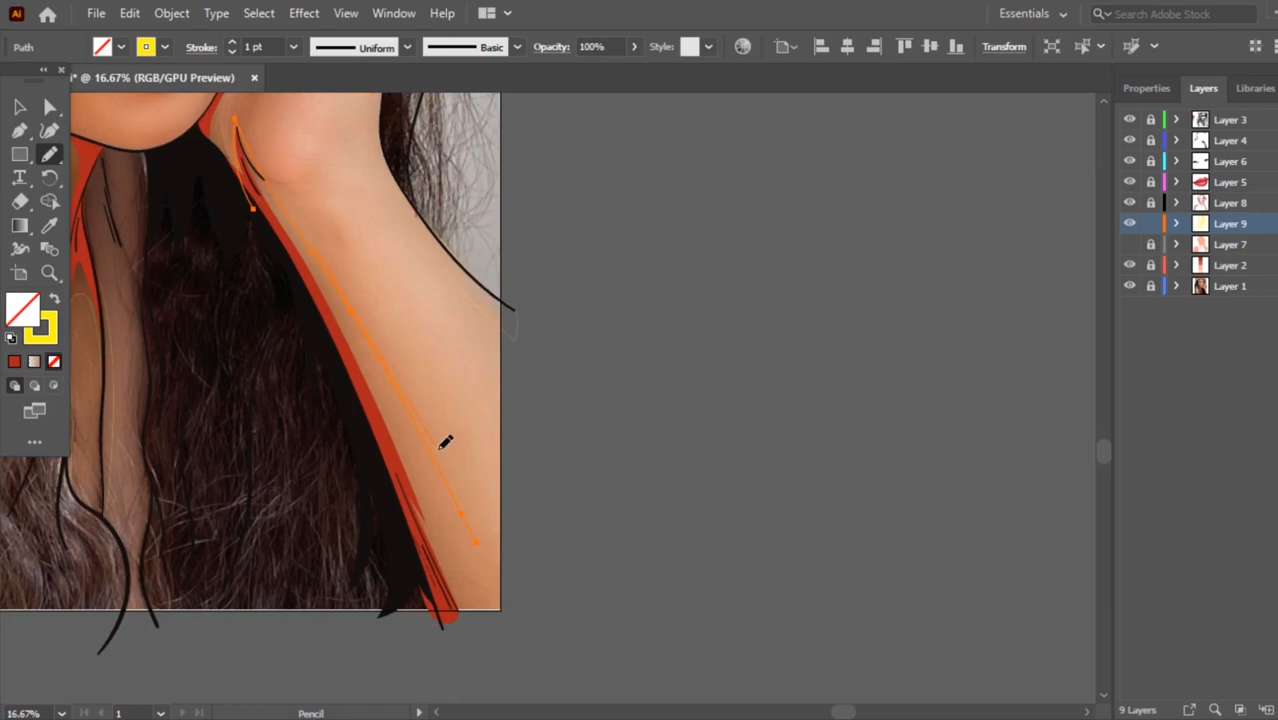 Ai File Edit Object Type Select Effect View Window Help Essentials Search Adobe Stock
Path Stroke: 1 pt Uniform Basic Opacity: 100% Style: Transform
i* @ 16.67% (RGB/GPU Preview)
Properties Layers Libraries
Layer 3
Layer 4
Layer 6
Layer 5
Layer 8
Layer 9
Layer 7
Layer 2
Layer 1
16.67% 1 Pencil 9 Layers